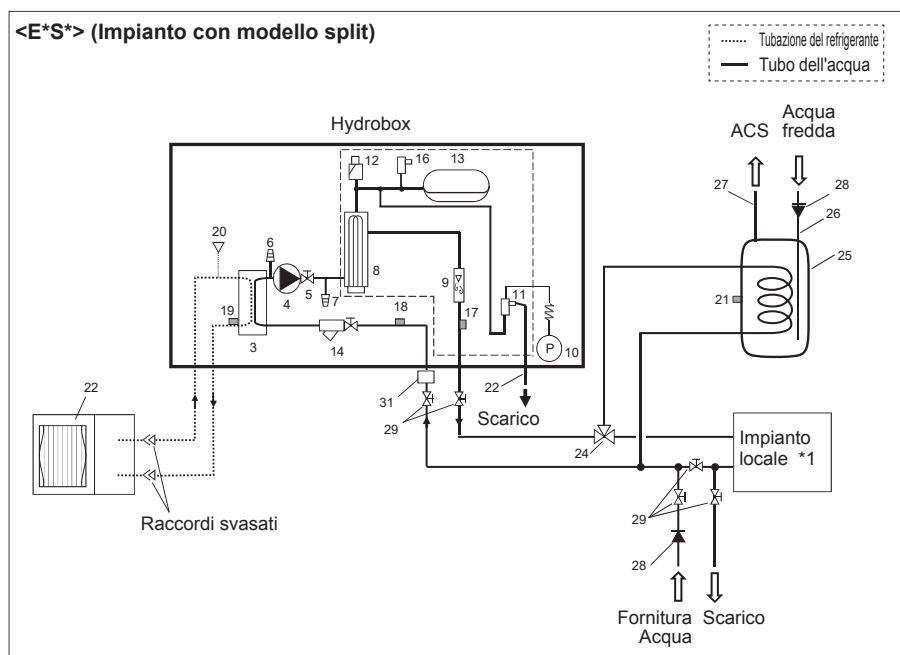 <E*S*> (Impianto con modello split)
Tubazione del refrigerante
Tubo dell'acqua
Hydrobox
ACS
Acqua
fredda
12
16
13
27
28
26
25
20
6
8
9
11
21
4
5
7
19
18
17
10
P
3
14
22
31
29
22
Scarico
24
Impianto
locale *1
Raccordi svasati
29
28
Fornitura
Acqua
Scarico